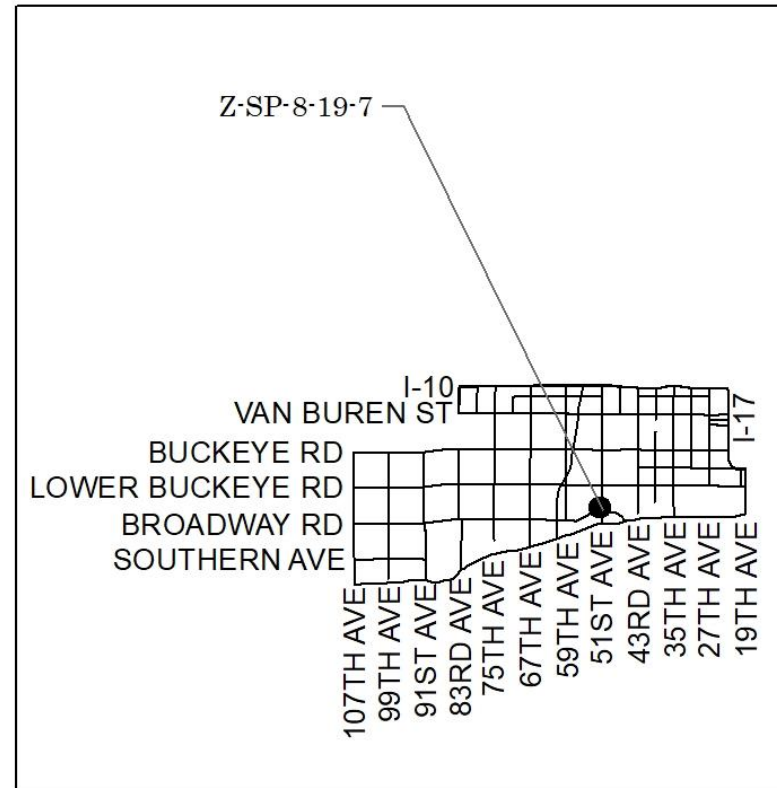 Z-SP-8-19-7
I-10
VAN BUREN ST
I-17
BUCKEYE RD
LOWER BUCKEYE RD
BROADWAY RD
SOUTHERN AVE
107TH AVE
99TH AVE
91ST AVE
83RD AVE
75TH AVE
67TH AVE
59TH AVE
51ST AVE
43RD AVE
35TH AVE
27TH AVE
19TH AVE